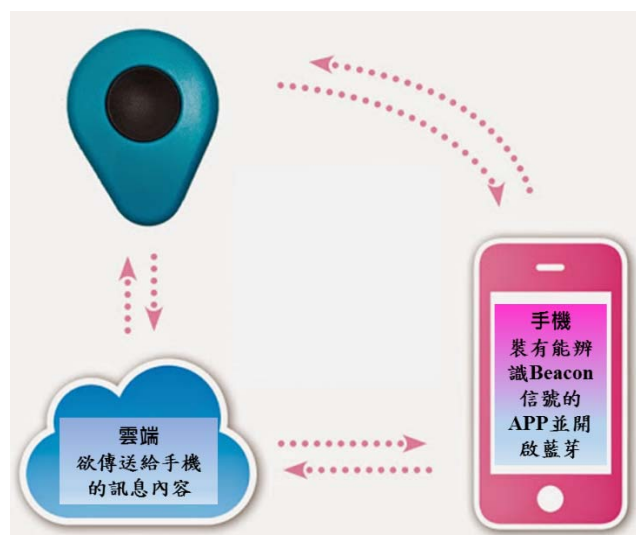 手機
裝有能辨
識Beacon
信號的
APP並開
啟藍芽
雲端
欲傳送給手機
的訊息內容